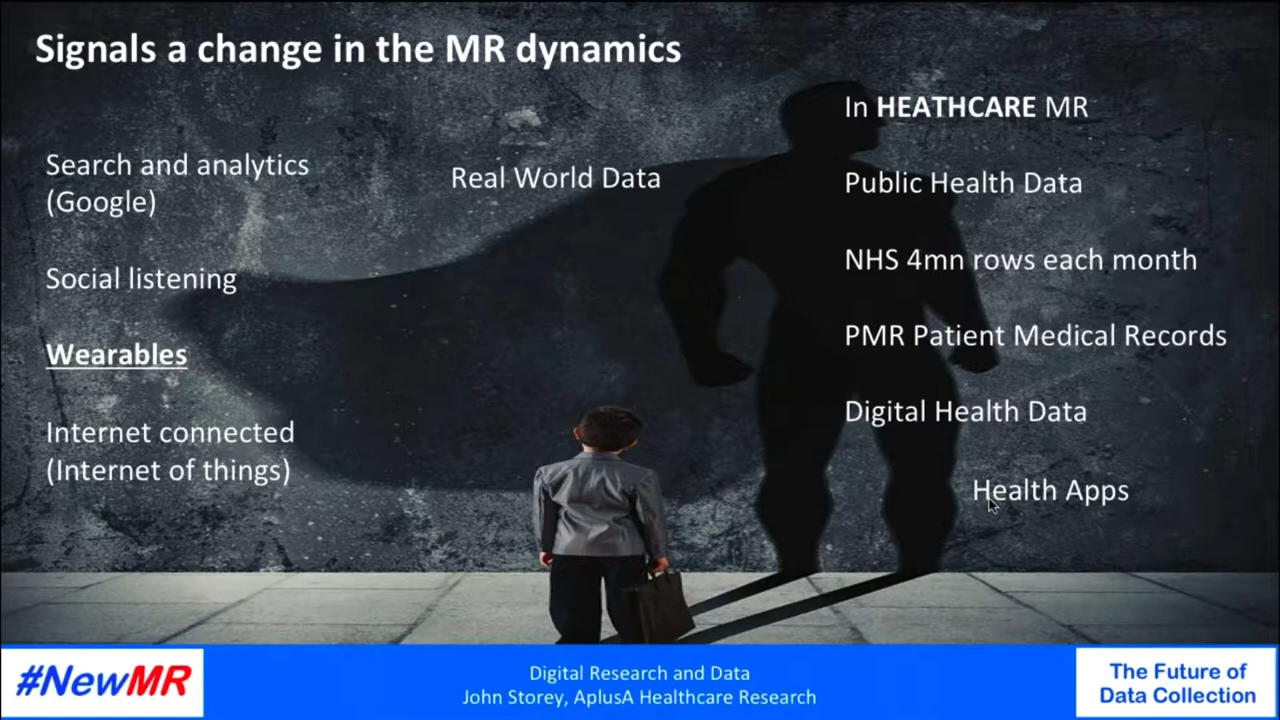 Signals a change in the MR dynamics
Search and analytics
(Google)
Social listening
Wearables
Internet connected
(Internet of things)
Real World Data
In HEATHCARE MR
Public Health Data
NHS 4mn rows each month
PMR Patient Medical Records
Digital Health Data
Health Apps
#NewMR
Digital Research and Data
John Storey, AplusA Healthcare Research
The Future of
Data Collection